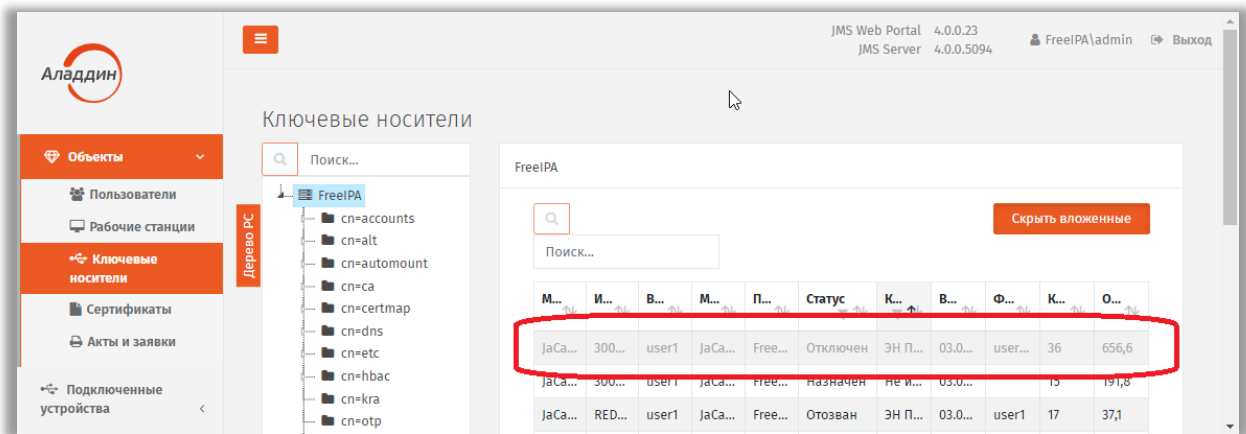 JMS Web Portal 4.0.0.23
JMS Server 4.0.0.5094
FreeIPA\admin
Выход
Аладдин
Ключевые носители
Объекты
Пользователи
Рабочие станции
Ключевые
носители
Сертификаты
Акты и заявки
Подключенные
устройства
Дерево РС
Поиск...
FreeIPA
cn=accounts
cn=alt
cn=automount
cn=ca
cn=certmap
cn=dns
cn=etc
cn=hbac
cn=kra
cn=otp
FreeIPA
Скрыть вложенные
Поиск...
М... И... В... М... П... Статус К... В... Ф... К... О...
JaCa... 300... user1 JaCa... Free... Отключен ЭН П... 03.0... user... 36 656,6
JaCa... 300... user1 JaCa... Free... Назначен Не и... 03.0... 15 191,8
JaCa... RED... user1 JaCa... Free... Отозван ЭН П... 03.0... user1 17 37,1